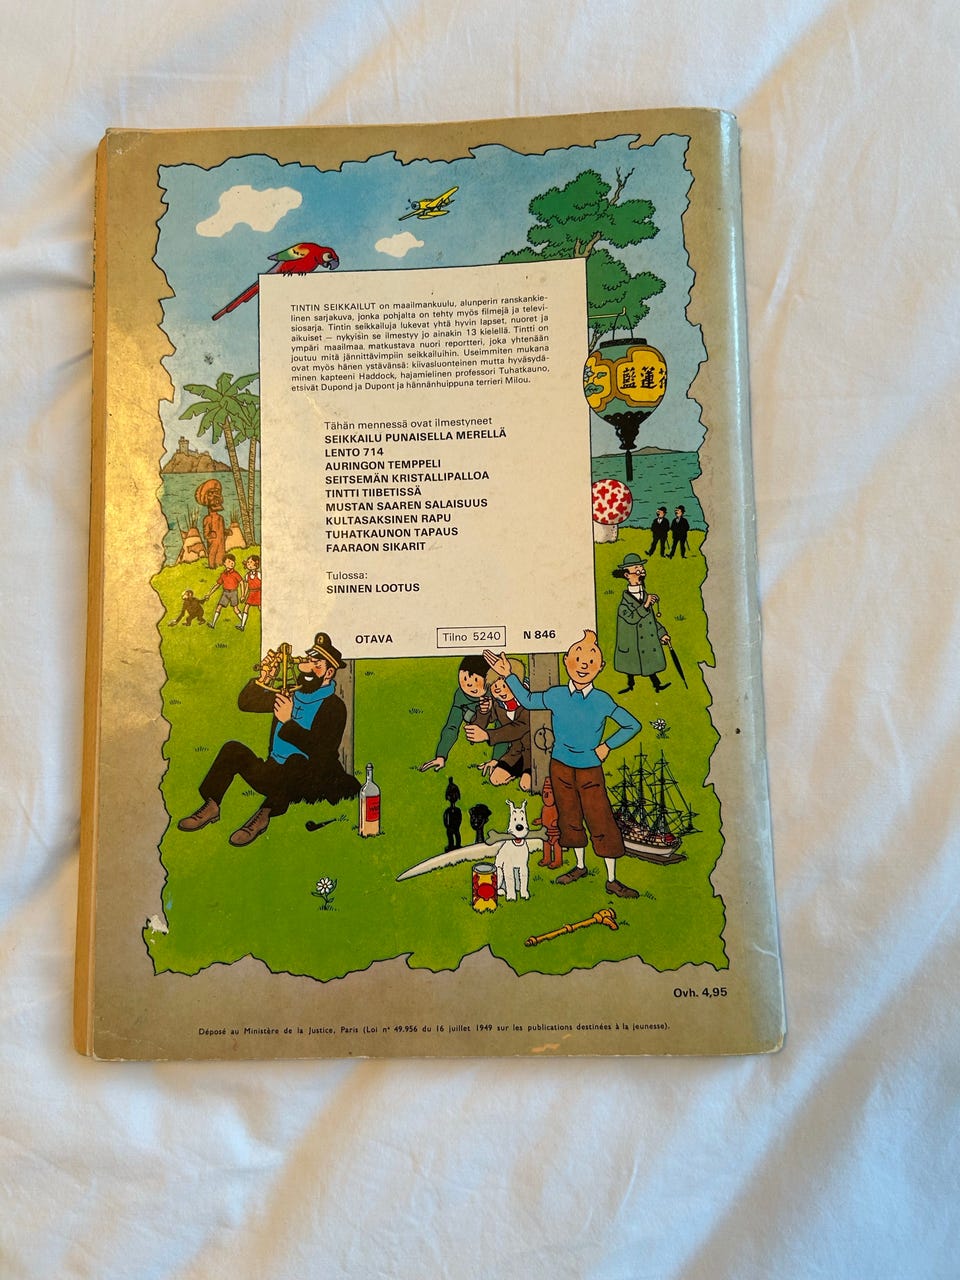 TINTIN SEIKKAILUT on maailmankuulu, alunperin ranskankie-
linen sarjakuva, jonka pohjalta on tehty myös filmejä ja televi-
siosarja. Tintin seikkailuja lukevat yhtä hyvin lapset, nuoret ja
aikuiset — nykyisin se ilmestyy jo ainakin 13 kielellä. Tintti on
ympäri maailmaa matkustava nuori reportteri, joka yhtenään
joutuu mitä jännittävimpiin seikkailuihin. Useimmiten mukana
ovat myös hänen ystävänsä: kiivasluonteinen mutta hyväsydä-
minen kapteeni Haddock, hajamielinen professori Tuhatkauno,
etsivät Dupond ja Dupont ja hännänhuippuna terrieri Milou.
藍蓮
Tähän mennessä ovat ilmestyneet
SEIKKAILU PUNAISELLA MERELLÄ
LENTO 714
AURINGON TEMPPELI
SEITSEMÄN KRISTALLIPALLOA
TINTTI TIIBETISSÄ
MUSTAN SAAREN SALAISUUS
KULTASAKSINEN RAPU
TUHATKAUNON TAPAUS
FAARAON SIKARIT
Tulossa:
SININEN LOOTUS
OTAVA Tilno 5240 N 846
Ovh. 4,95
Déposé au Ministère de la Justice, Paris (Loi n° 49.956 du 16 juillet 1949 sur les publications destinées à la jeunesse).